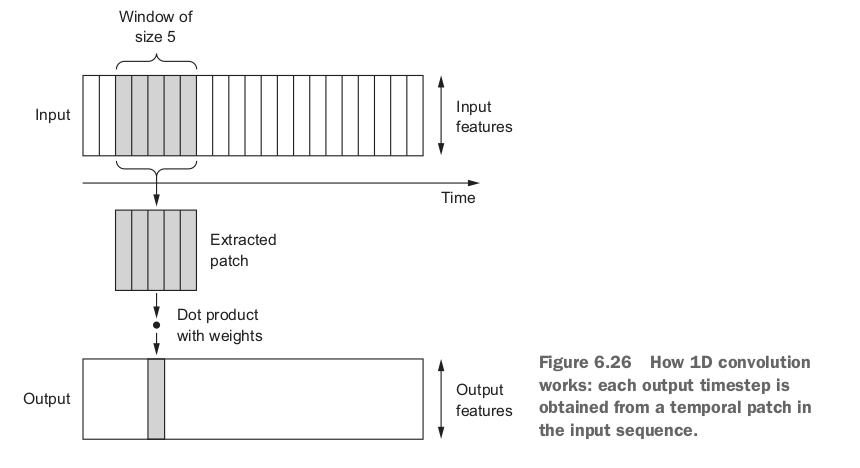 Window of
size 5
Input
Input
features
Time
Extracted
patch
Dot product
with weights
Output
Output
features
Figure 6.26 How 1D convolution
works: each output timestep is
obtained from a temporal patch in
the input sequence.